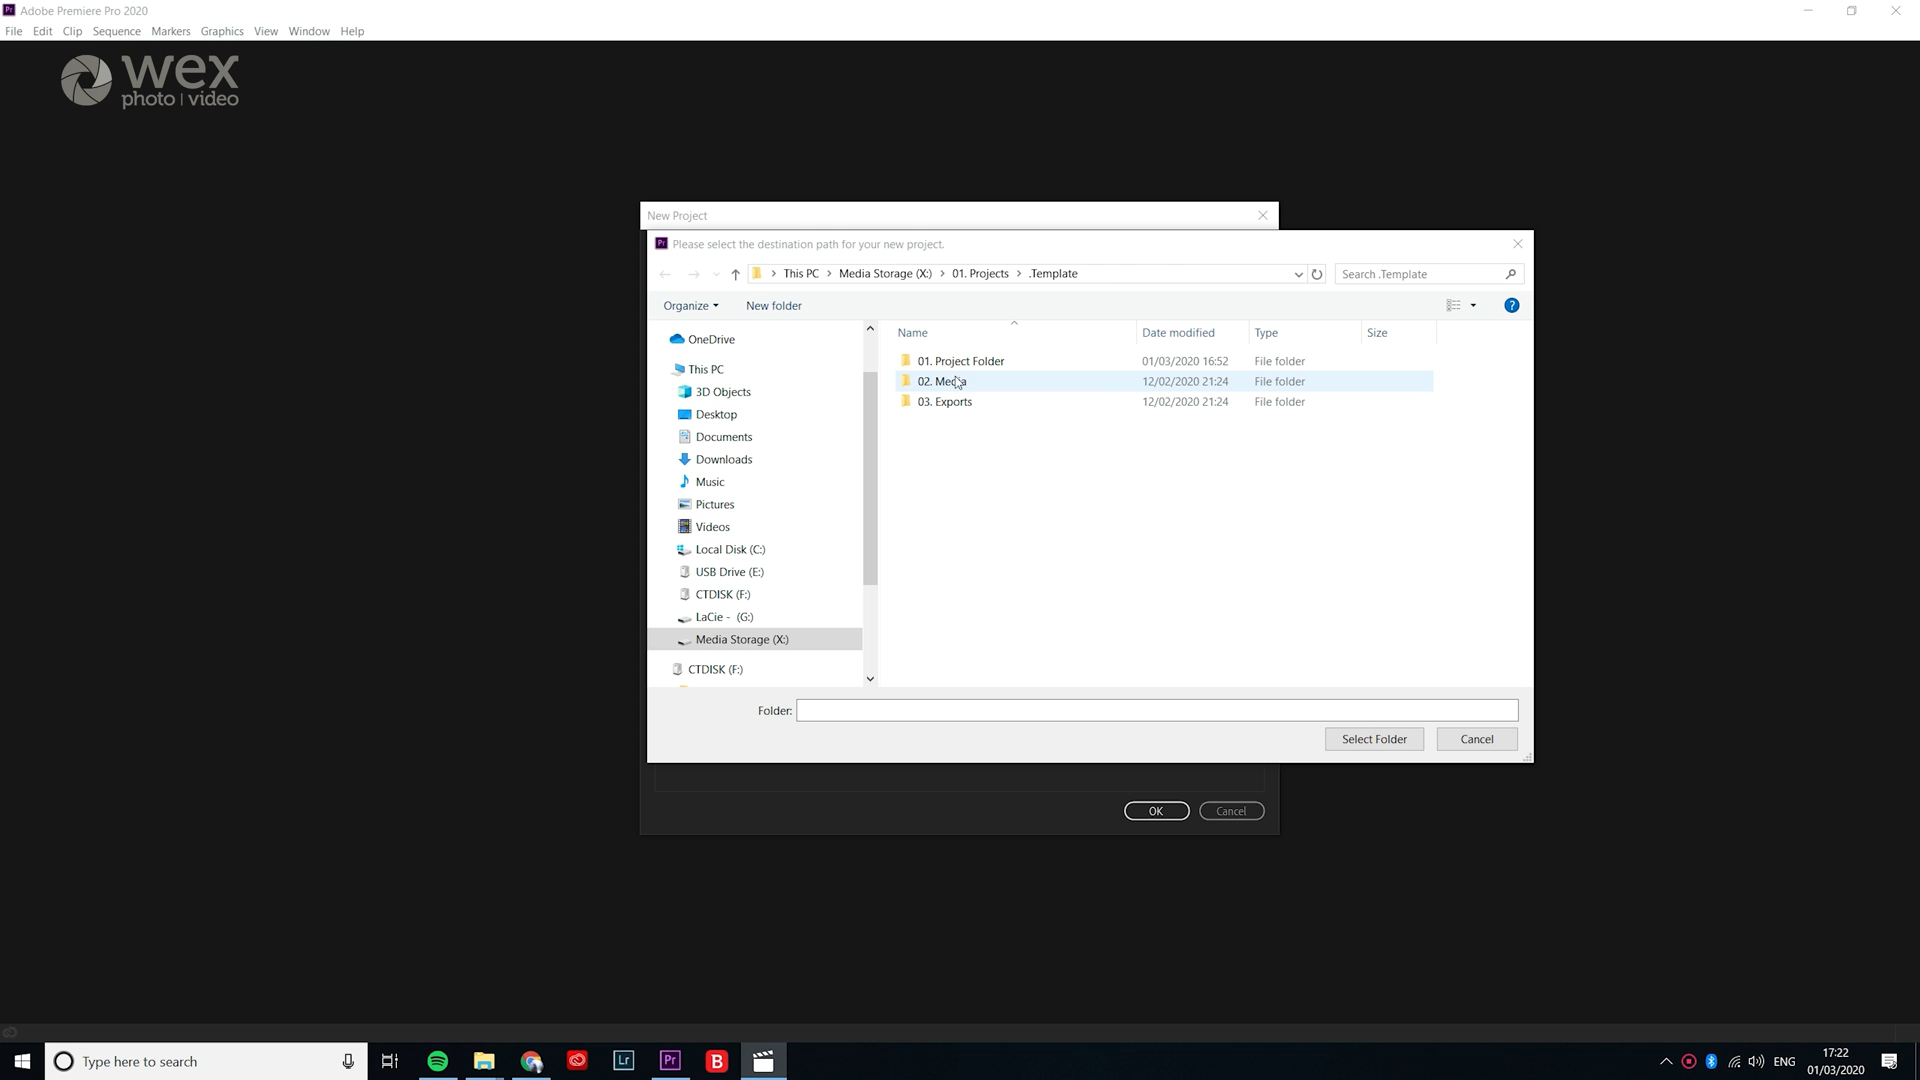 Pr Adobe Premiere Pro 2020
File Edit Clip Sequence Markers Graphics View Window Help
wex
photo | video
New Project
Pr Please select the destination path for your new project.
This PC > Media Storage (X:) > 01. Projects > .Template
Search .Template
Organize New folder
?
Name Date modified Type Size
OneDrive
This PC
3D Objects
Desktop
Documents
Downloads
Music
Pictures
Videos
Local Disk (C:)
USB Drive (E:)
CTDISK (F:)
LaCie - (G:)
Media Storage (X:)
CTDISK (F:)
01. Project Folder 01/03/2020 16:52 File folder
02. Media 12/02/2020 21:24 File folder
03. Exports 12/02/2020 21:24 File folder
Folder:
Select Folder Cancel
OK Cancel
Type here to search
Lr Pr B
ENG
17:22
01/03/2020